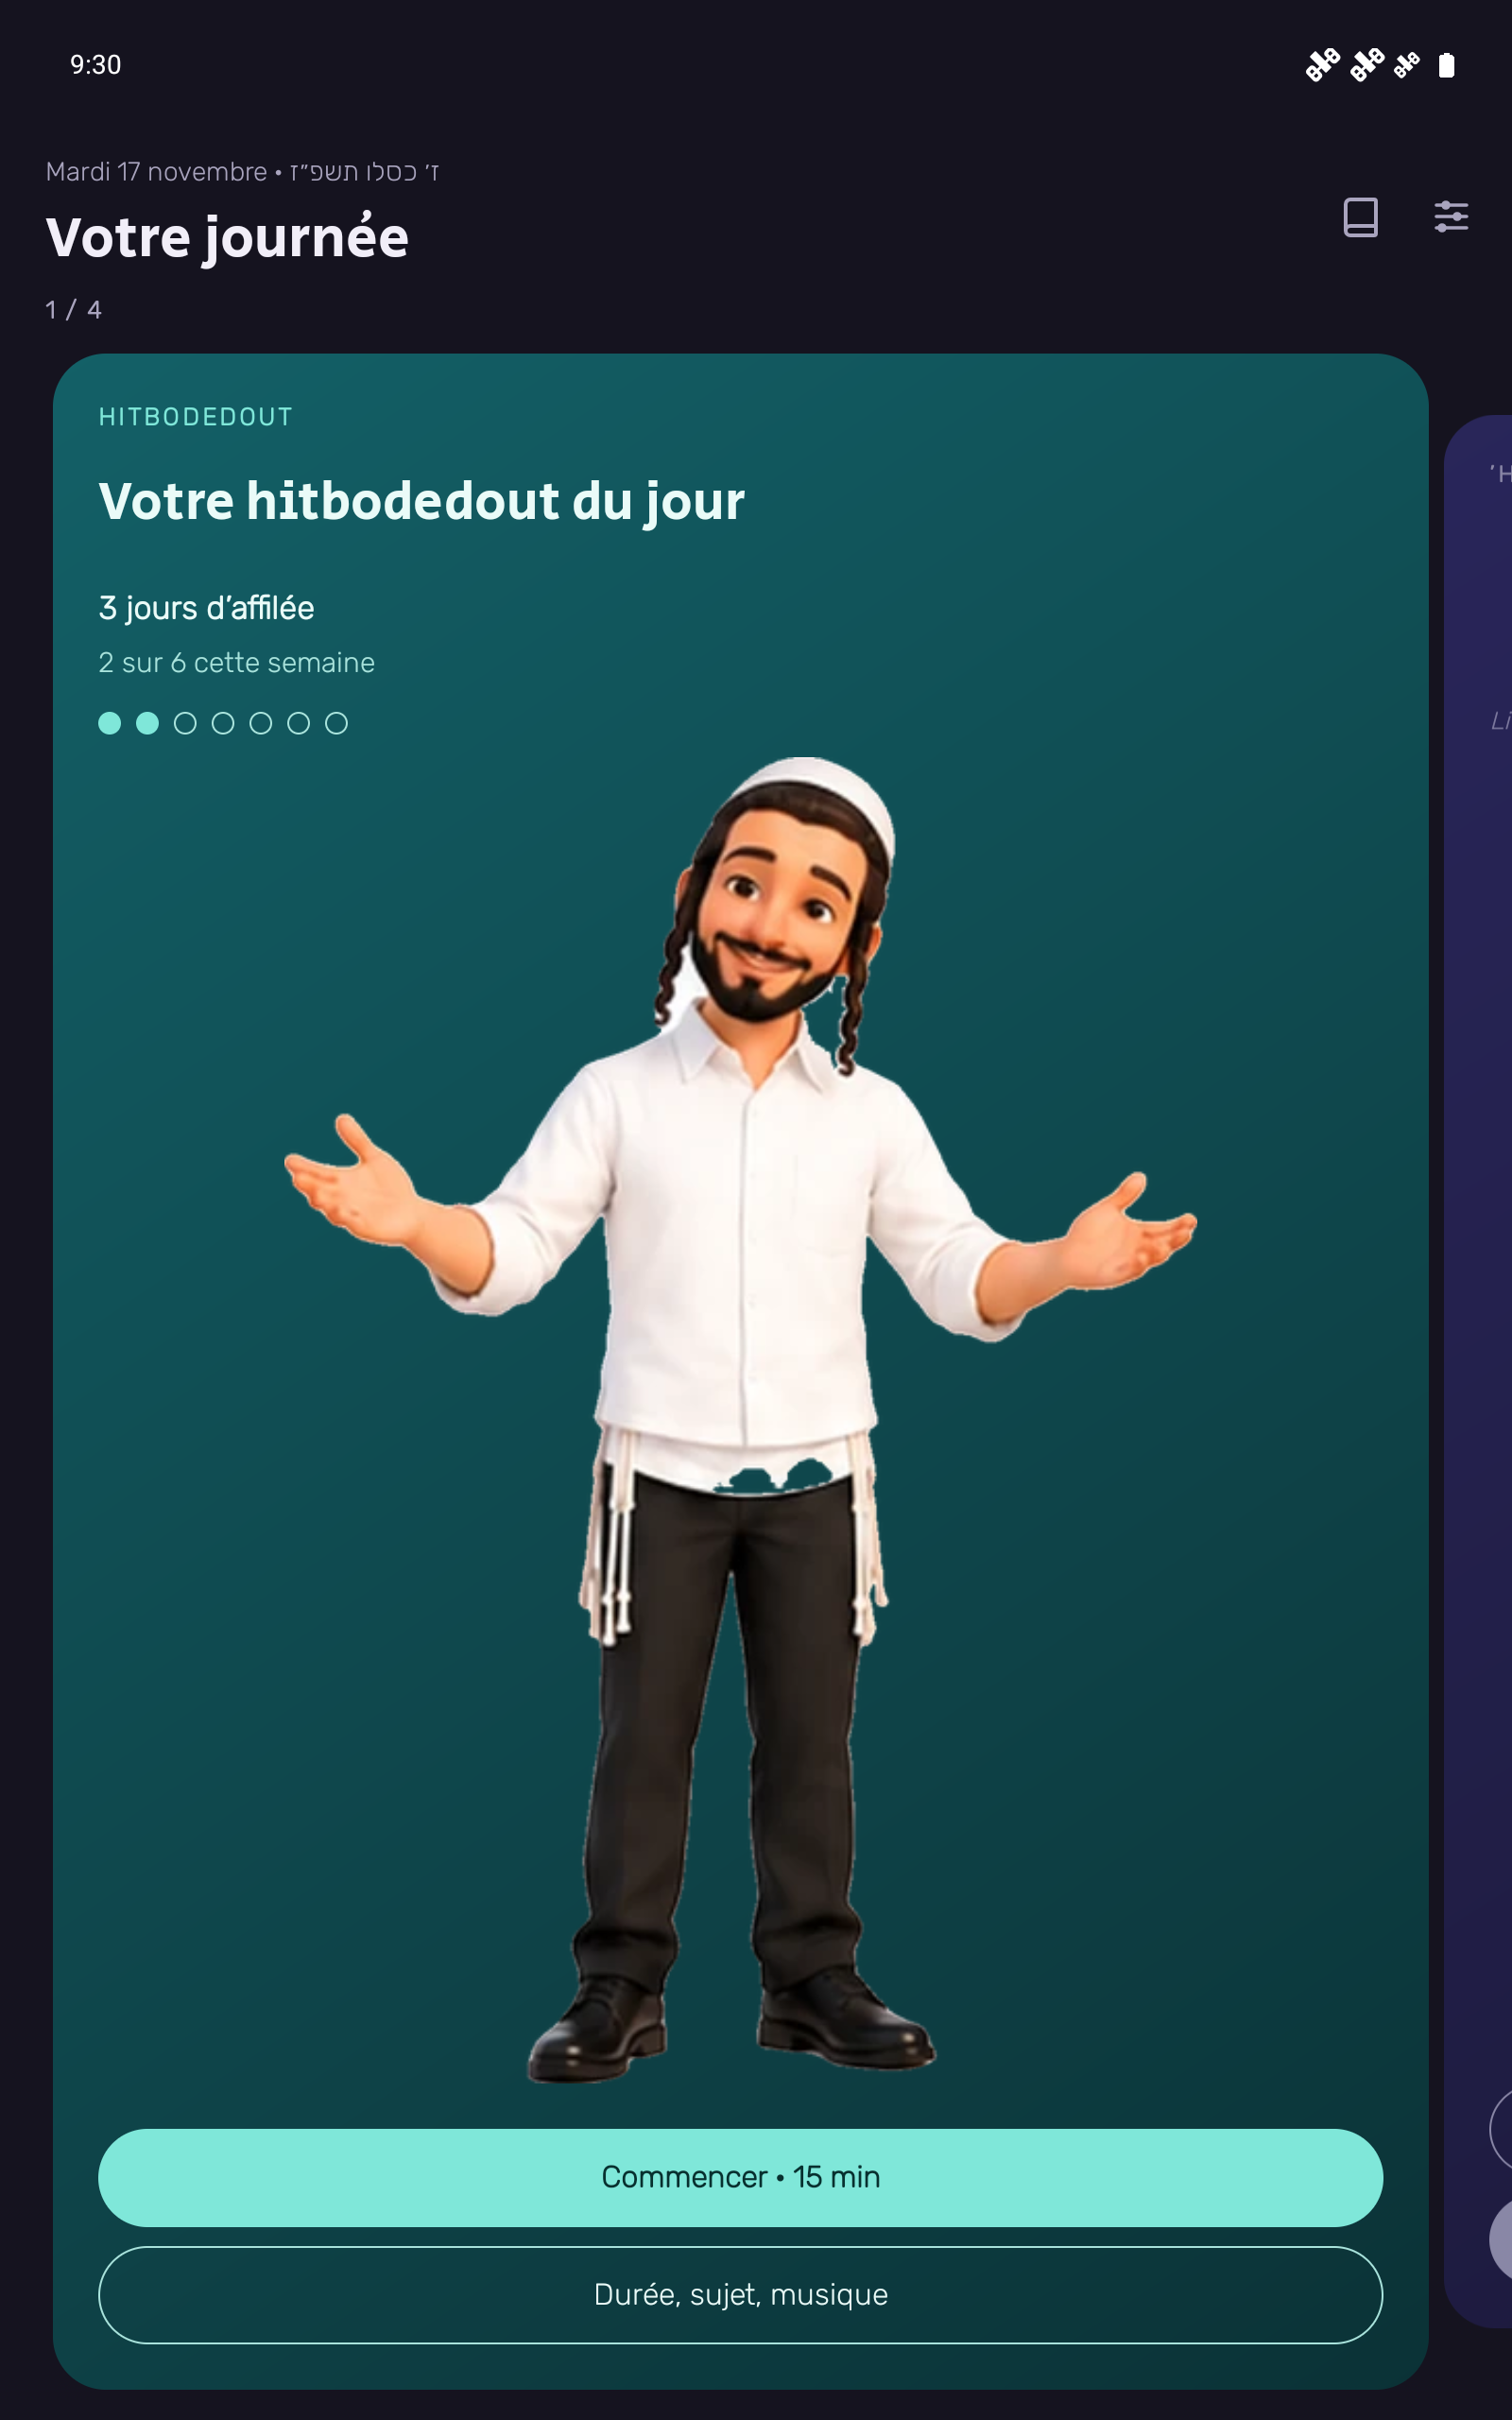 9:30
Mardi 17 novembre • ז׳ כסלו תשפ״ז
Votre journée
1 / 4
HITBODEDOUT
Votre hitbodedout du jour
3 jours d’affilée
2 sur 6 cette semaine
Commencer • 15 min
Durée, sujet, musique